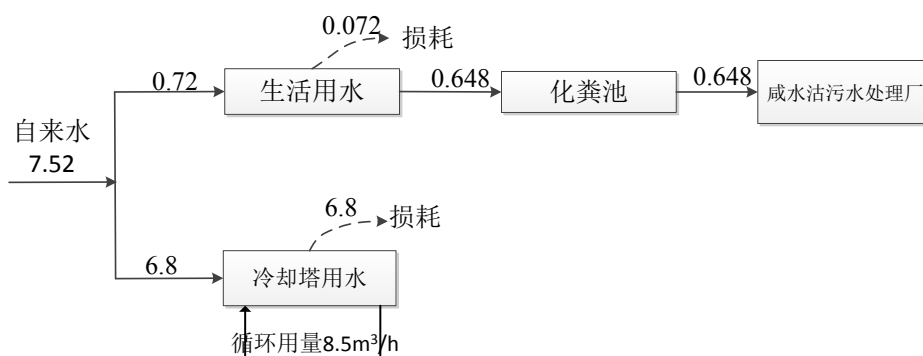 0.072
损耗
0.72
生活用水
0.648
化粪池
0.648
咸水沽污水处理厂
自来水
7.52
6.8
损耗
6.8
冷却塔用水
循环用量8.5m³/h